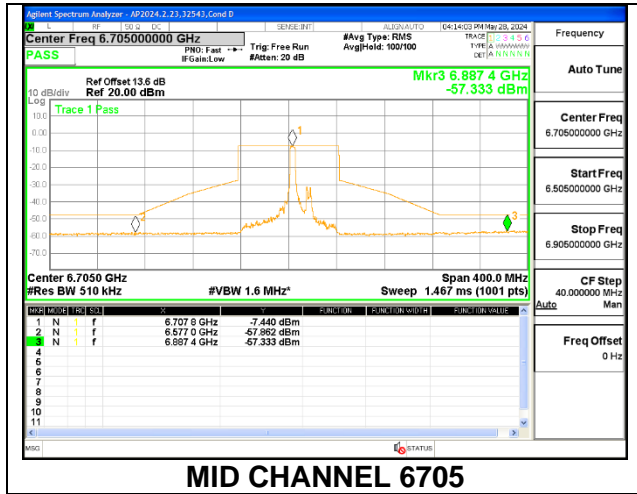 Agilent Spectrum Analyzer - AP2024.2.23,32543,Cond D
L RF 50 Ω DC SENSE:INT ALIGNAUTO 04:14:03 PM May 28, 2024
Center Freq 6.705000000 GHz #Avg Type: RMS TRACE 1 2 3 4 5 6
PASS PNO: Fast Trig: Free Run Avg|Hold: 100/100 TYPE A WWWWW
IFGain:Low #Atten: 20 dB DET A N N N N N
Ref Offset 13.6 dB Mkr3 6.887 4 GHz
10 dB/div Ref 20.00 dBm -57.333 dBm
Log
Trace 1 Pass
10.0
0.00
-10.0
-20.0
-30.0
-40.0
-50.0
-60.0
-70.0
1
2
3
Center 6.7050 GHz Span 400.0 MHz
#Res BW 510 kHz #VBW 1.6 MHz* Sweep 1.467 ms (1001 pts)
MKR MODE TRC SCL X Y FUNCTION FUNCTION WIDTH FUNCTION VALUE
1 N 1 f 6.707 8 GHz -7.440 dBm
2 N 1 f 6.577 0 GHz -57.862 dBm
3 N 1 f 6.887 4 GHz -57.333 dBm
4
5
6
7
8
9
10
11
MSG STATUS
Frequency
Auto Tune
Center Freq
6.705000000 GHz
Start Freq
6.505000000 GHz
Stop Freq
6.905000000 GHz
CF Step
40.000000 MHz
Auto Man
Freq Offset
0 Hz
MID CHANNEL 6705